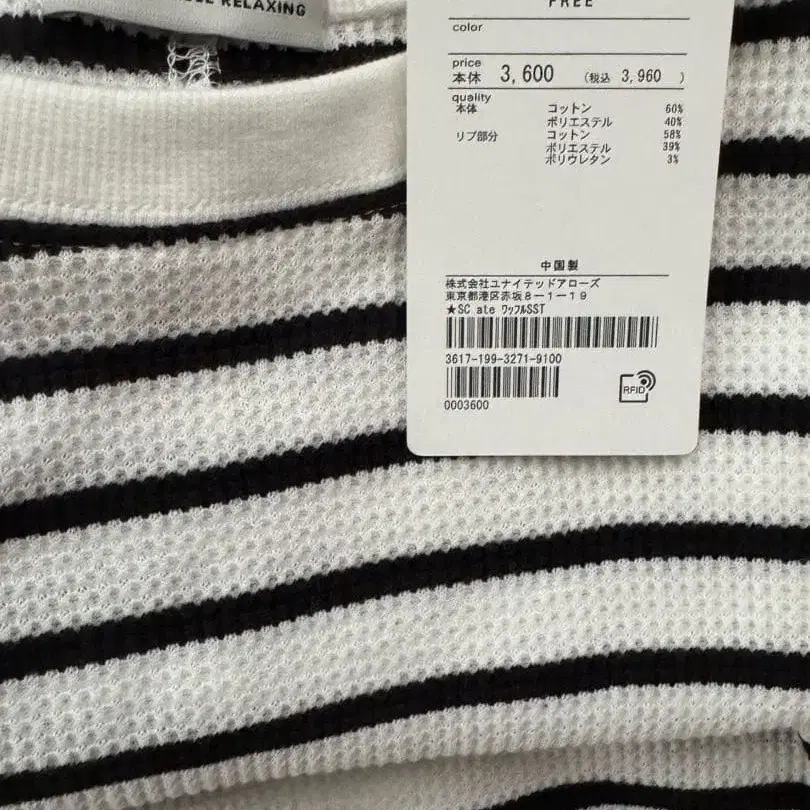 RELAXING
FREE
color
price
本体 3,600 (税込 3,960 )
quality
本体 コットン 60%
ポリエステル 40%
リブ部分 コットン 58%
ポリエステル 39%
ポリウレタン 3%
中国製
株式会社ユナイテッドアローズ
東京都港区赤坂8-1-19
★SC ate ワッフルSST
3617-199-3271-9100
RFID
0003600